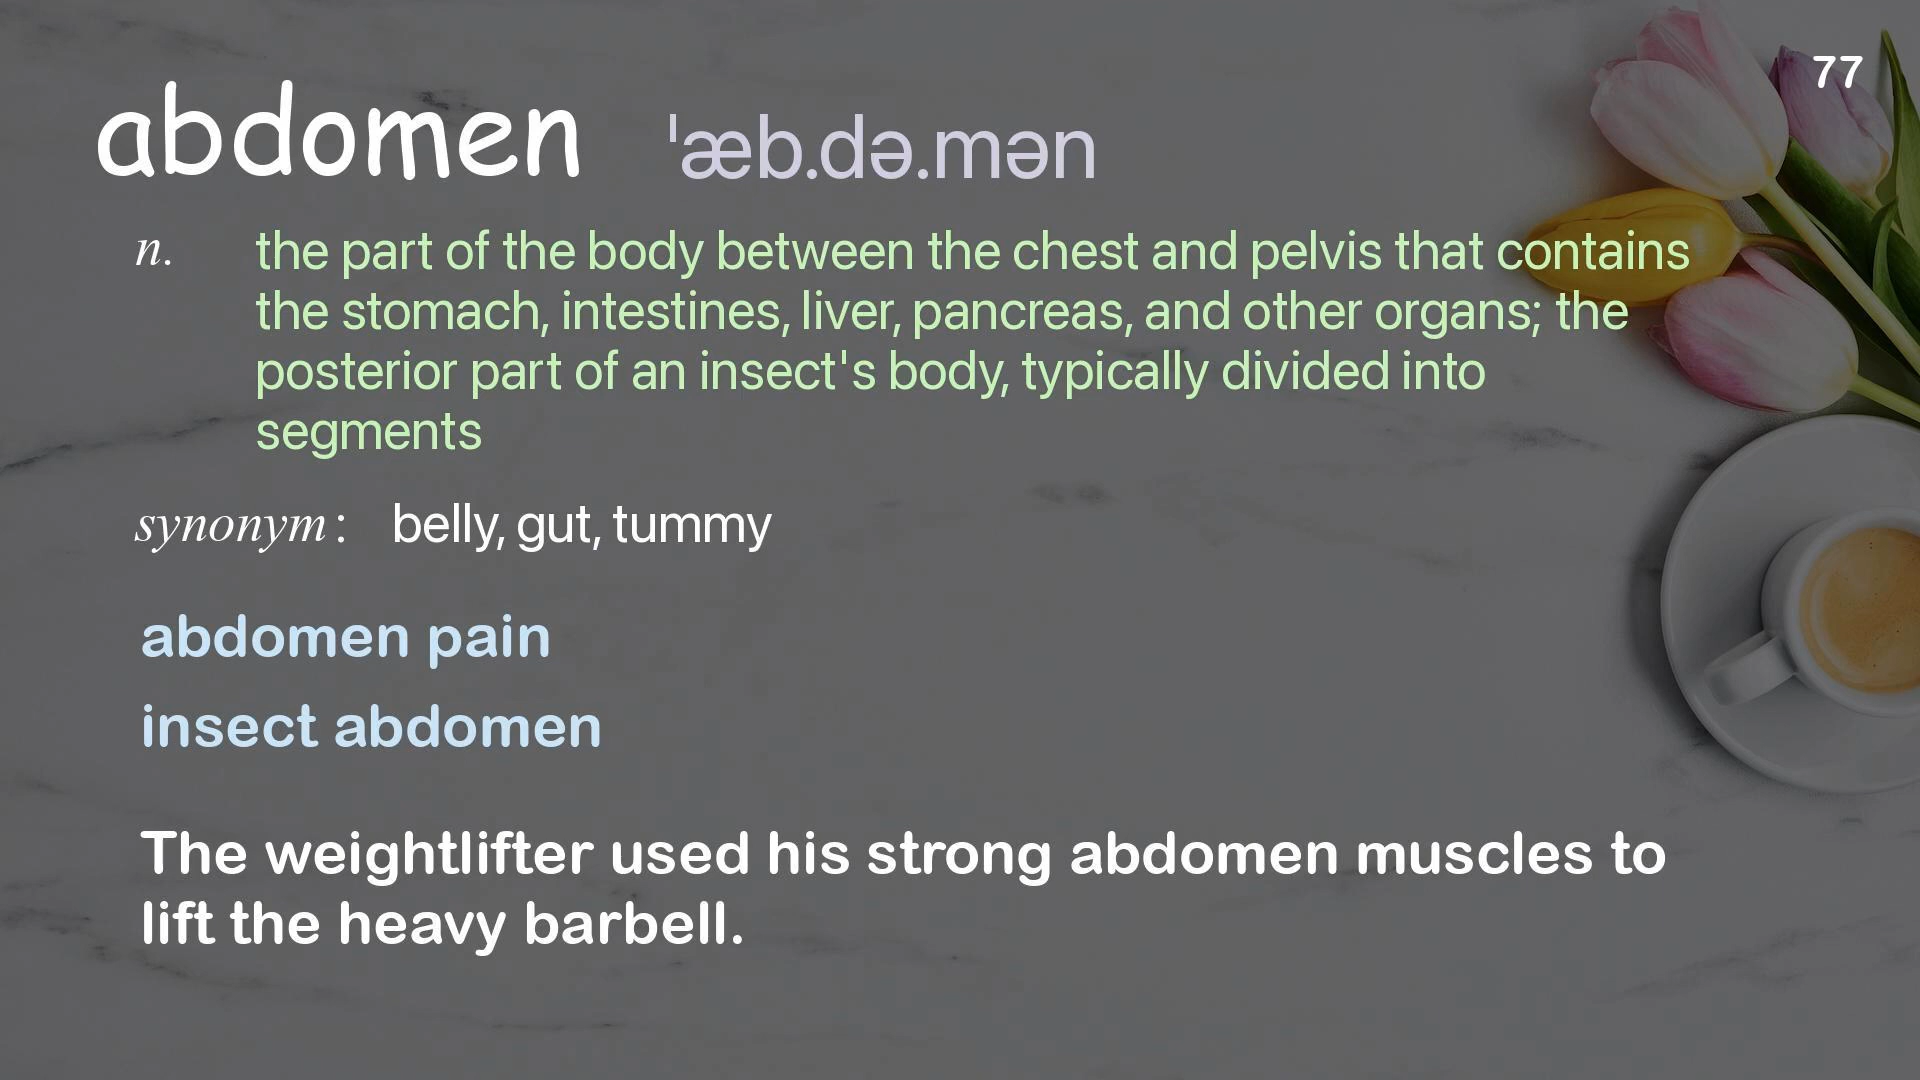 77
abdomen ˈæb.də.mən
n. the part of the body between the chest and pelvis that contains
the stomach, intestines, liver, pancreas, and other organs; the
posterior part of an insect's body, typically divided into
segments
synonym: belly, gut, tummy
abdomen pain
insect abdomen
The weightlifter used his strong abdomen muscles to
lift the heavy barbell.